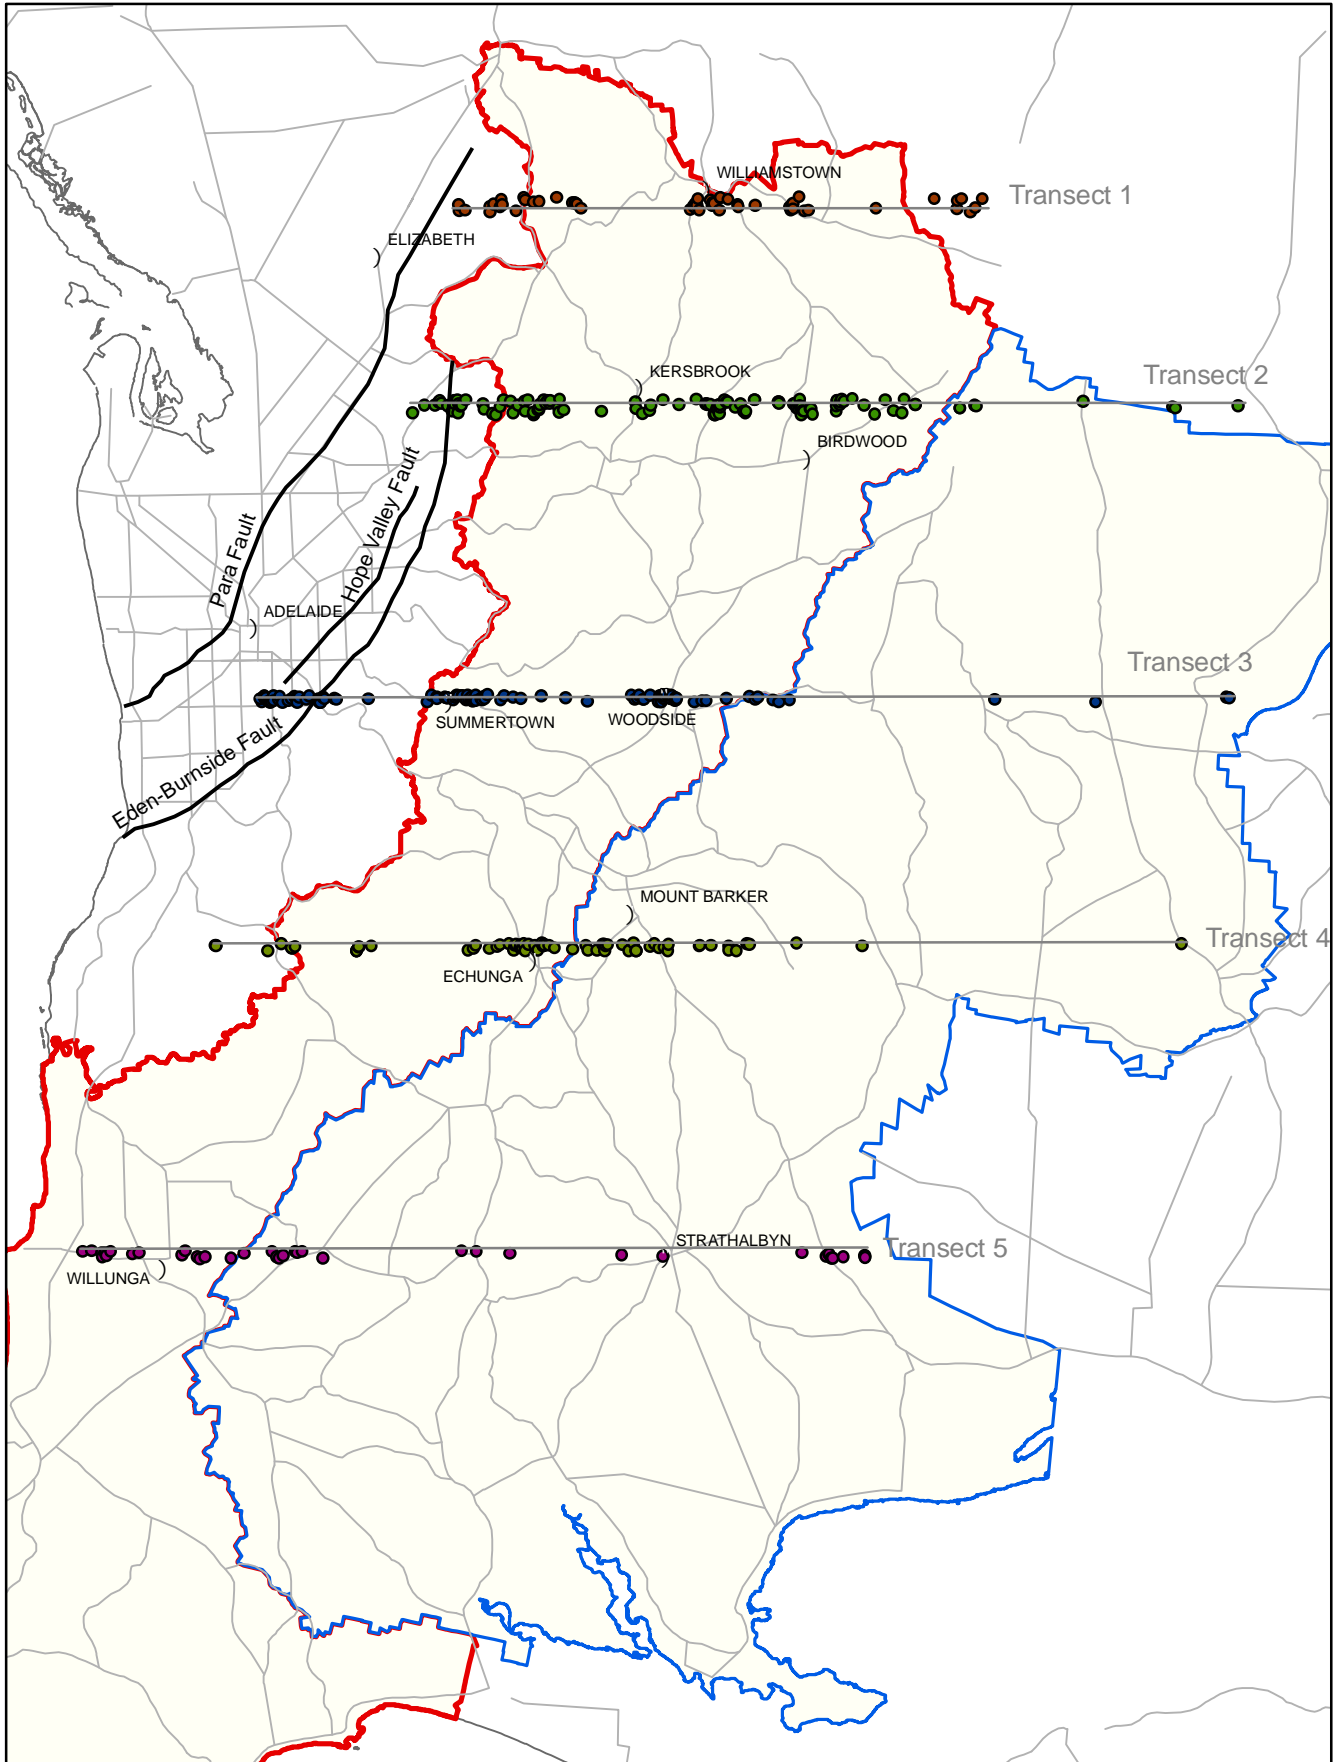 WILLIAMSTOWN
Transect 1
ELIZABETH
KERSBROOK
Transect 2
BIRDWOOD
Para Fault
Hope Valley Fault
ADELAIDE
Transect 3
SUMMERTOWN
WOODSIDE
Eden-Burnside Fault
MOUNT BARKER
Transect 4
ECHUNGA
STRATHALBYN
Transect 5
WILLUNGA